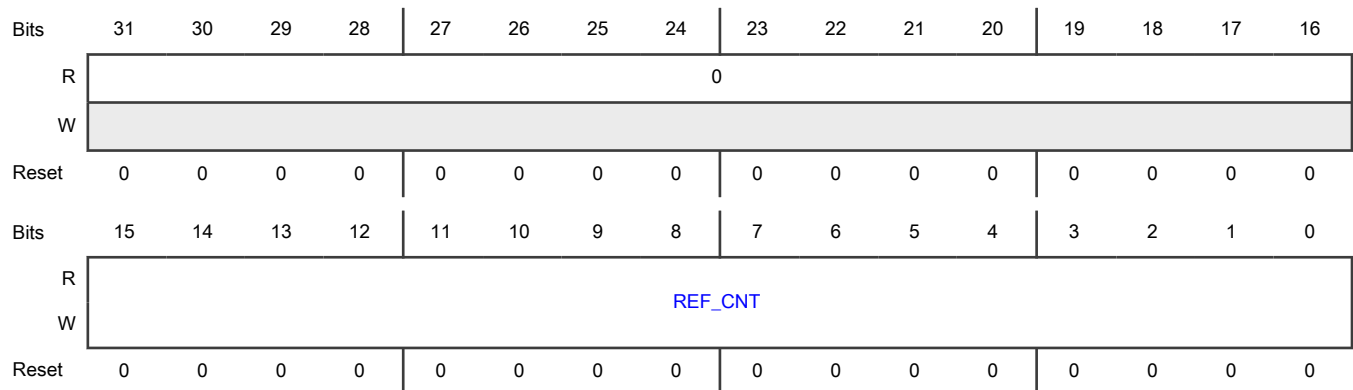 Bits 31 30 29 28 27 26 25 24 23 22 21 20 19 18 17 16
R 0
W
Reset 0 0 0 0 0 0 0 0 0 0 0 0 0 0 0 0
Bits 15 14 13 12 11 10 9 8 7 6 5 4 3 2 1 0
R
REF_CNT
W
Reset 0 0 0 0 0 0 0 0 0 0 0 0 0 0 0 0